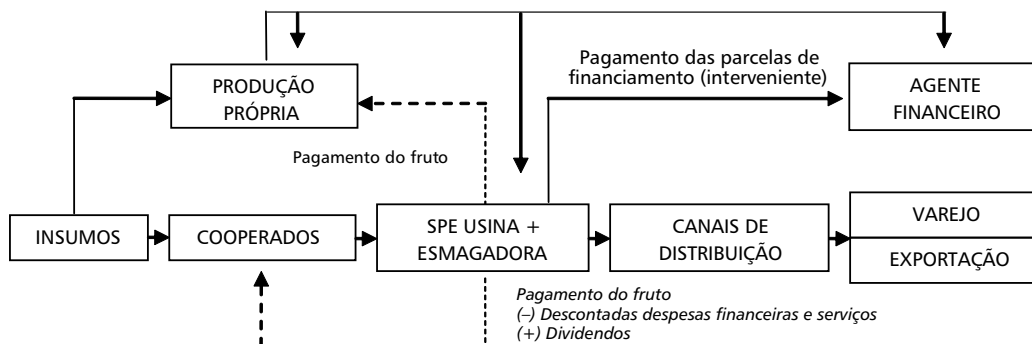 Pagamento das parcelas de
financiamento (interveniente)
PRODUÇÃO
PRÓPRIA
AGENTE
FINANCEIRO
Pagamento do fruto
INSUMOS
COOPERADOS
SPE USINA +
ESMAGADORA
CANAIS DE
DISTRIBUIÇÃO
VAREJO
EXPORTAÇÃO
Pagamento do fruto
(–) Descontadas despesas financeiras e serviços
(+) Dividendos